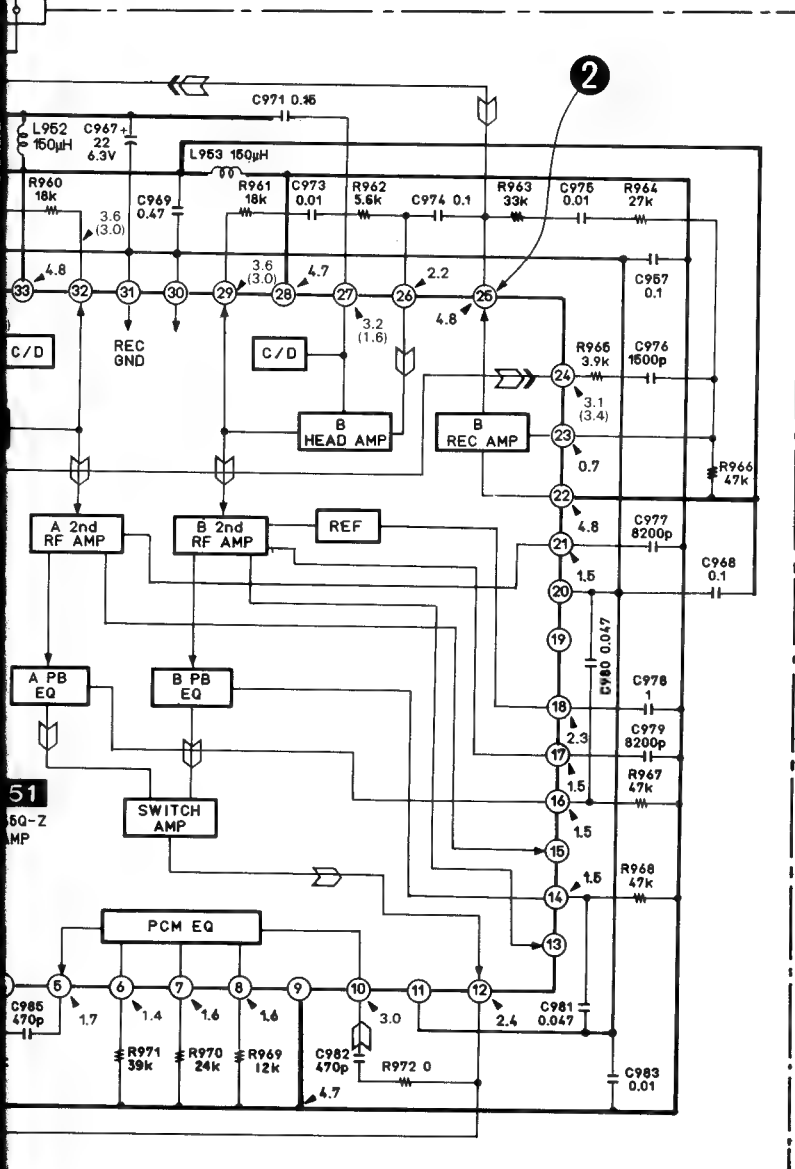 2
C971 0.15
L952
150µH
C967 +
22
6.3V
L953 150µH
R960
18k
C969
0.47
R961
18k
C973
0.01
R962
5.6k
C974 0.1
R963
33k
C975
0.01
R964
27k
3.6
(3.0)
3.6
(3.0)
4.8
4.7
2.2
4.8
C957
0.1
33
32
31
30
29
28
27
26
25
3.2
(1.6)
REC
GND
C/D
C/D
R965
3.9k
C976
1500p
24
3.1
(3.4)
B
HEAD AMP
B
REC AMP
23
0.7
R966
47k
22
4.8
A 2nd
RF AMP
B 2nd
RF AMP
REF
C977
8200p
21
1.5
C968
0.1
20
19
C980 0.047
A PB
EQ
B PB
EQ
C978
1
18
2.3
C979
8200p
17
1.5
R967
47k
16
1.5
51
56Q-Z
AMP
SWITCH
AMP
15
R968
47k
14
1.5
13
PCM EQ
5
6
7
8
9
10
11
12
C985
470p
1.7
1.4
1.6
1.6
3.0
2.4
C981
0.047
R971
39k
R970
24k
R969
12k
C982
470p
R972 0
4.7
C983
0.01